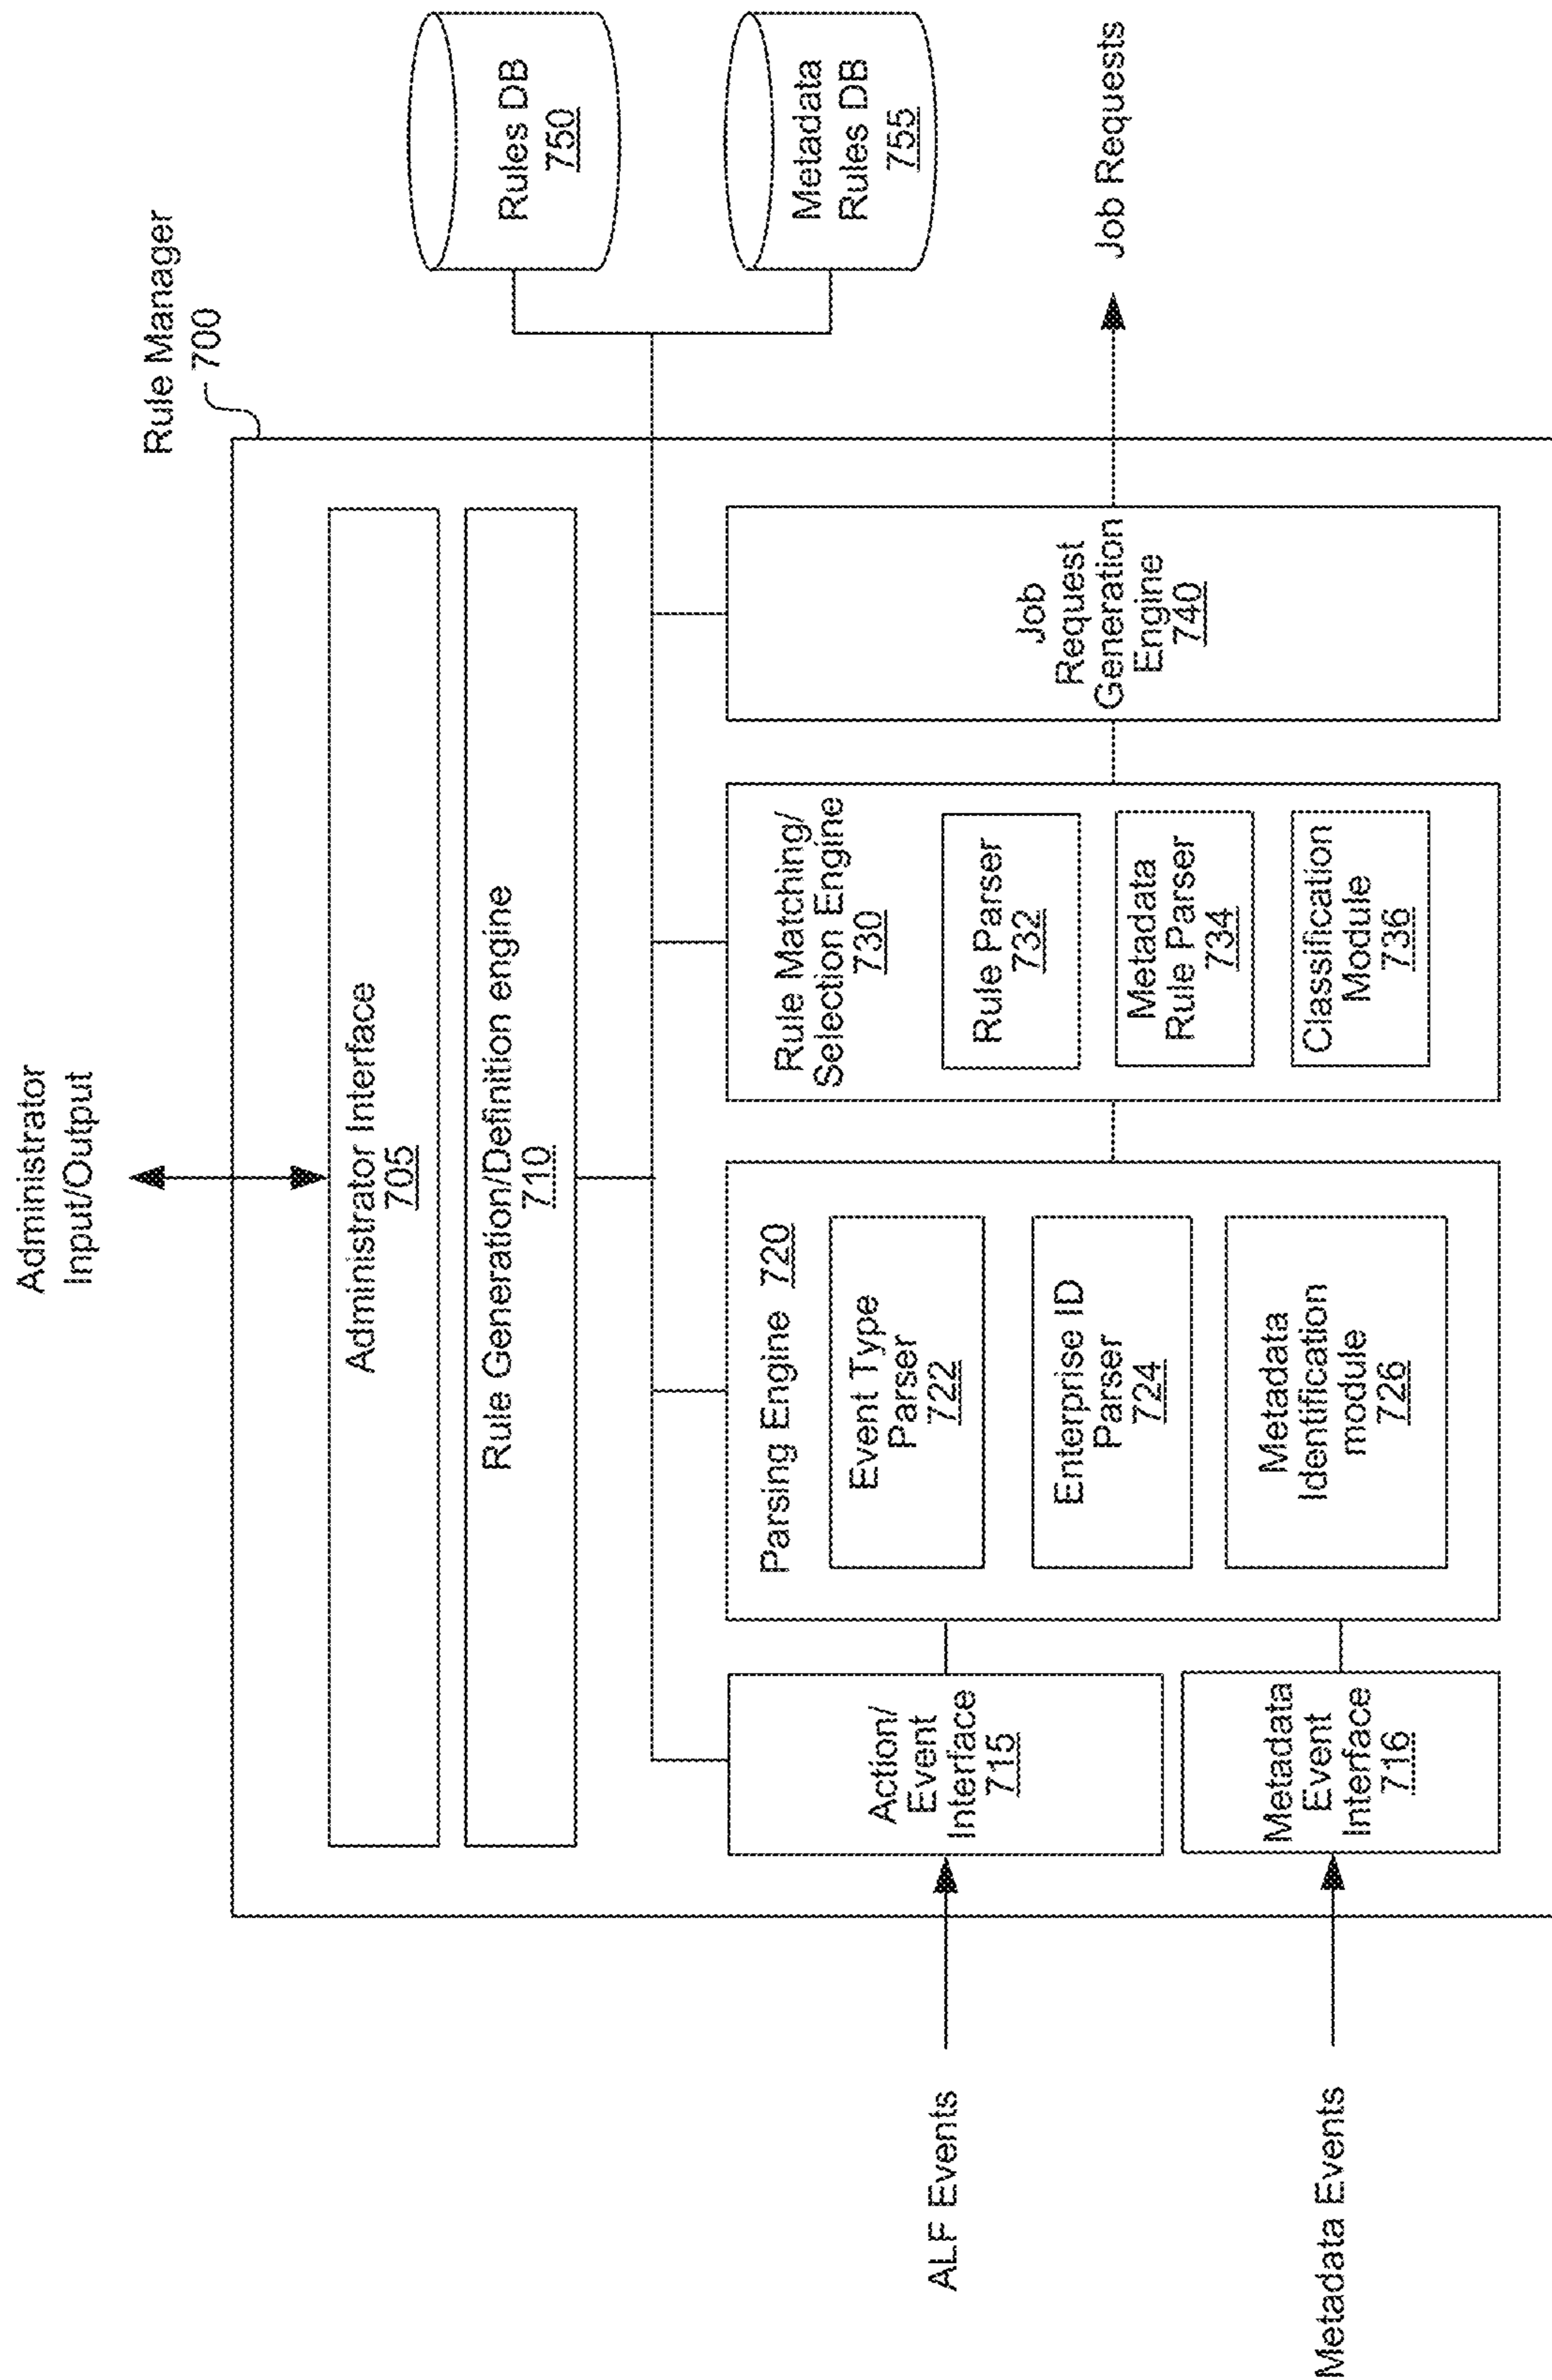 Administrator
Input/Output
Rule Manager
700
Administrator Interface
705
Rule Generation/Definition engine
710
Rules DB
750
Metadata
Rules DB
755
ALF Events
Metadata Events
Action/
Event
Interface
715
Metadata
Event
Interface
716
Parsing Engine 720
Event Type
Parser
722
Enterprise ID
Parser
724
Metadata
Identification
module
726
Rule Matching/
Selection Engine
730
Rule Parser
732
Metadata
Rule Parser
734
Classification
Module
736
Job
Request
Generation
Engine
740
Job Requests